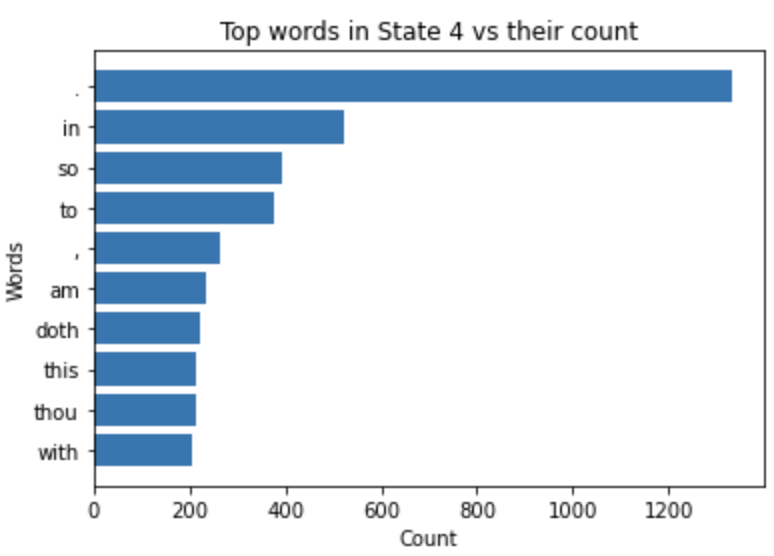 Top words in State 4 vs their count
.
in
so
to
,
am
doth
this
thou
with
Words
0 200 400 600 800 1000 1200
Count